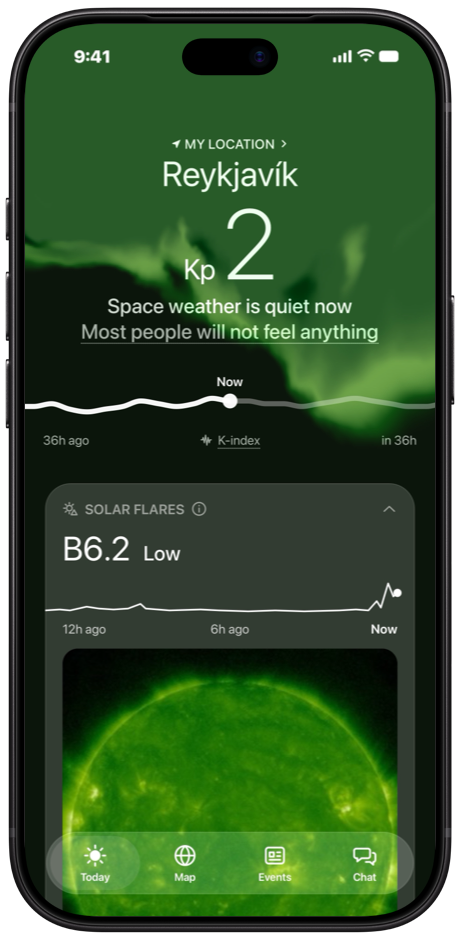 9:41
MY LOCATION
Reykjavík
Kp 2
Space weather is quiet now
Most people will not feel anything
Now
36h ago
K-index
in 36h
SOLAR FLARES
B6.2 Low
12h ago
6h ago
Now
Today
Map
Events
Chat